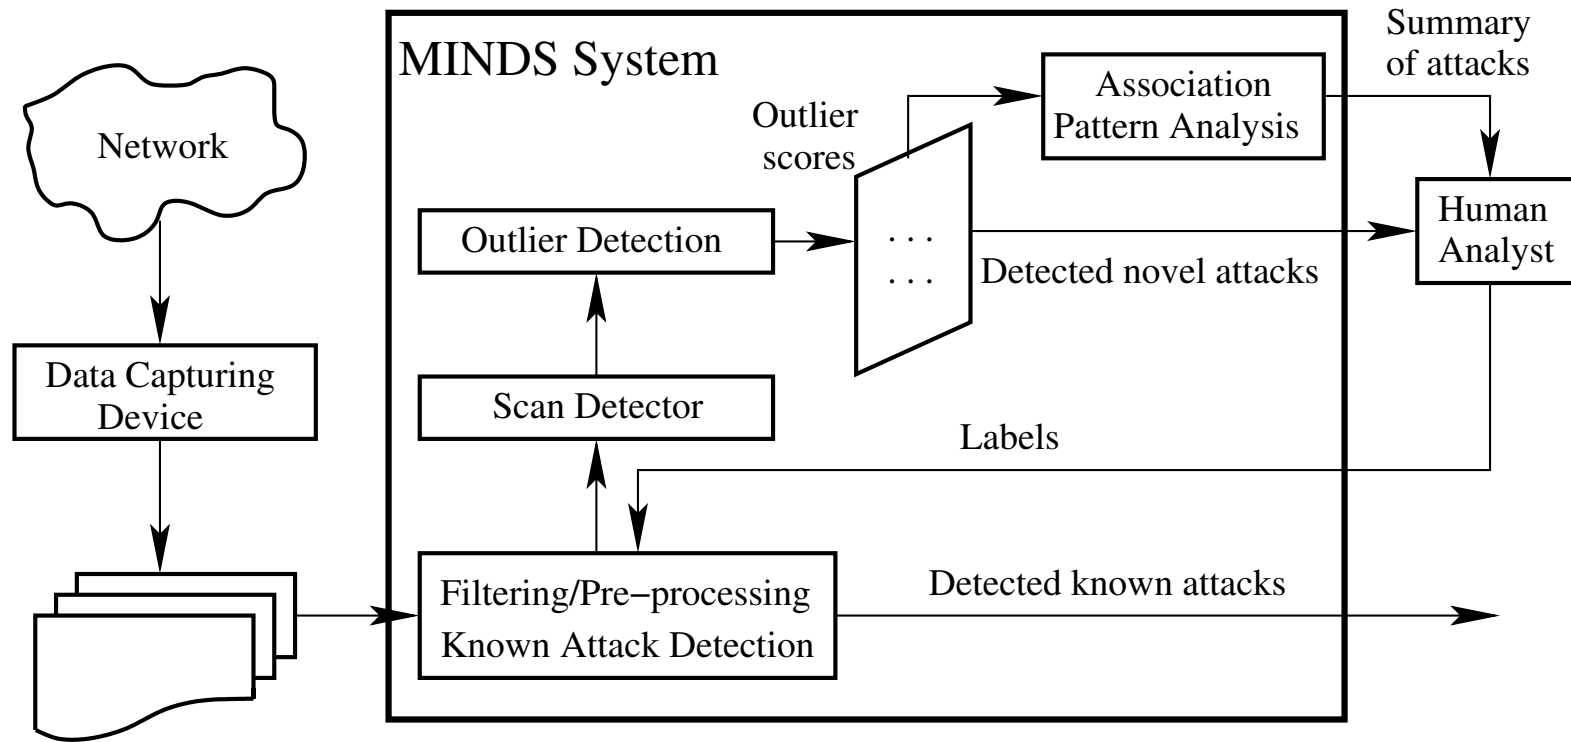 MINDS System
Summary
of attacks
Network
Outlier
scores
Association
Pattern Analysis
Outlier Detection
. . .
. . .
Human
Analyst
Detected novel attacks
Data Capturing
Device
Scan Detector
Labels
Filtering/Pre−processing
Known Attack Detection
Detected known attacks